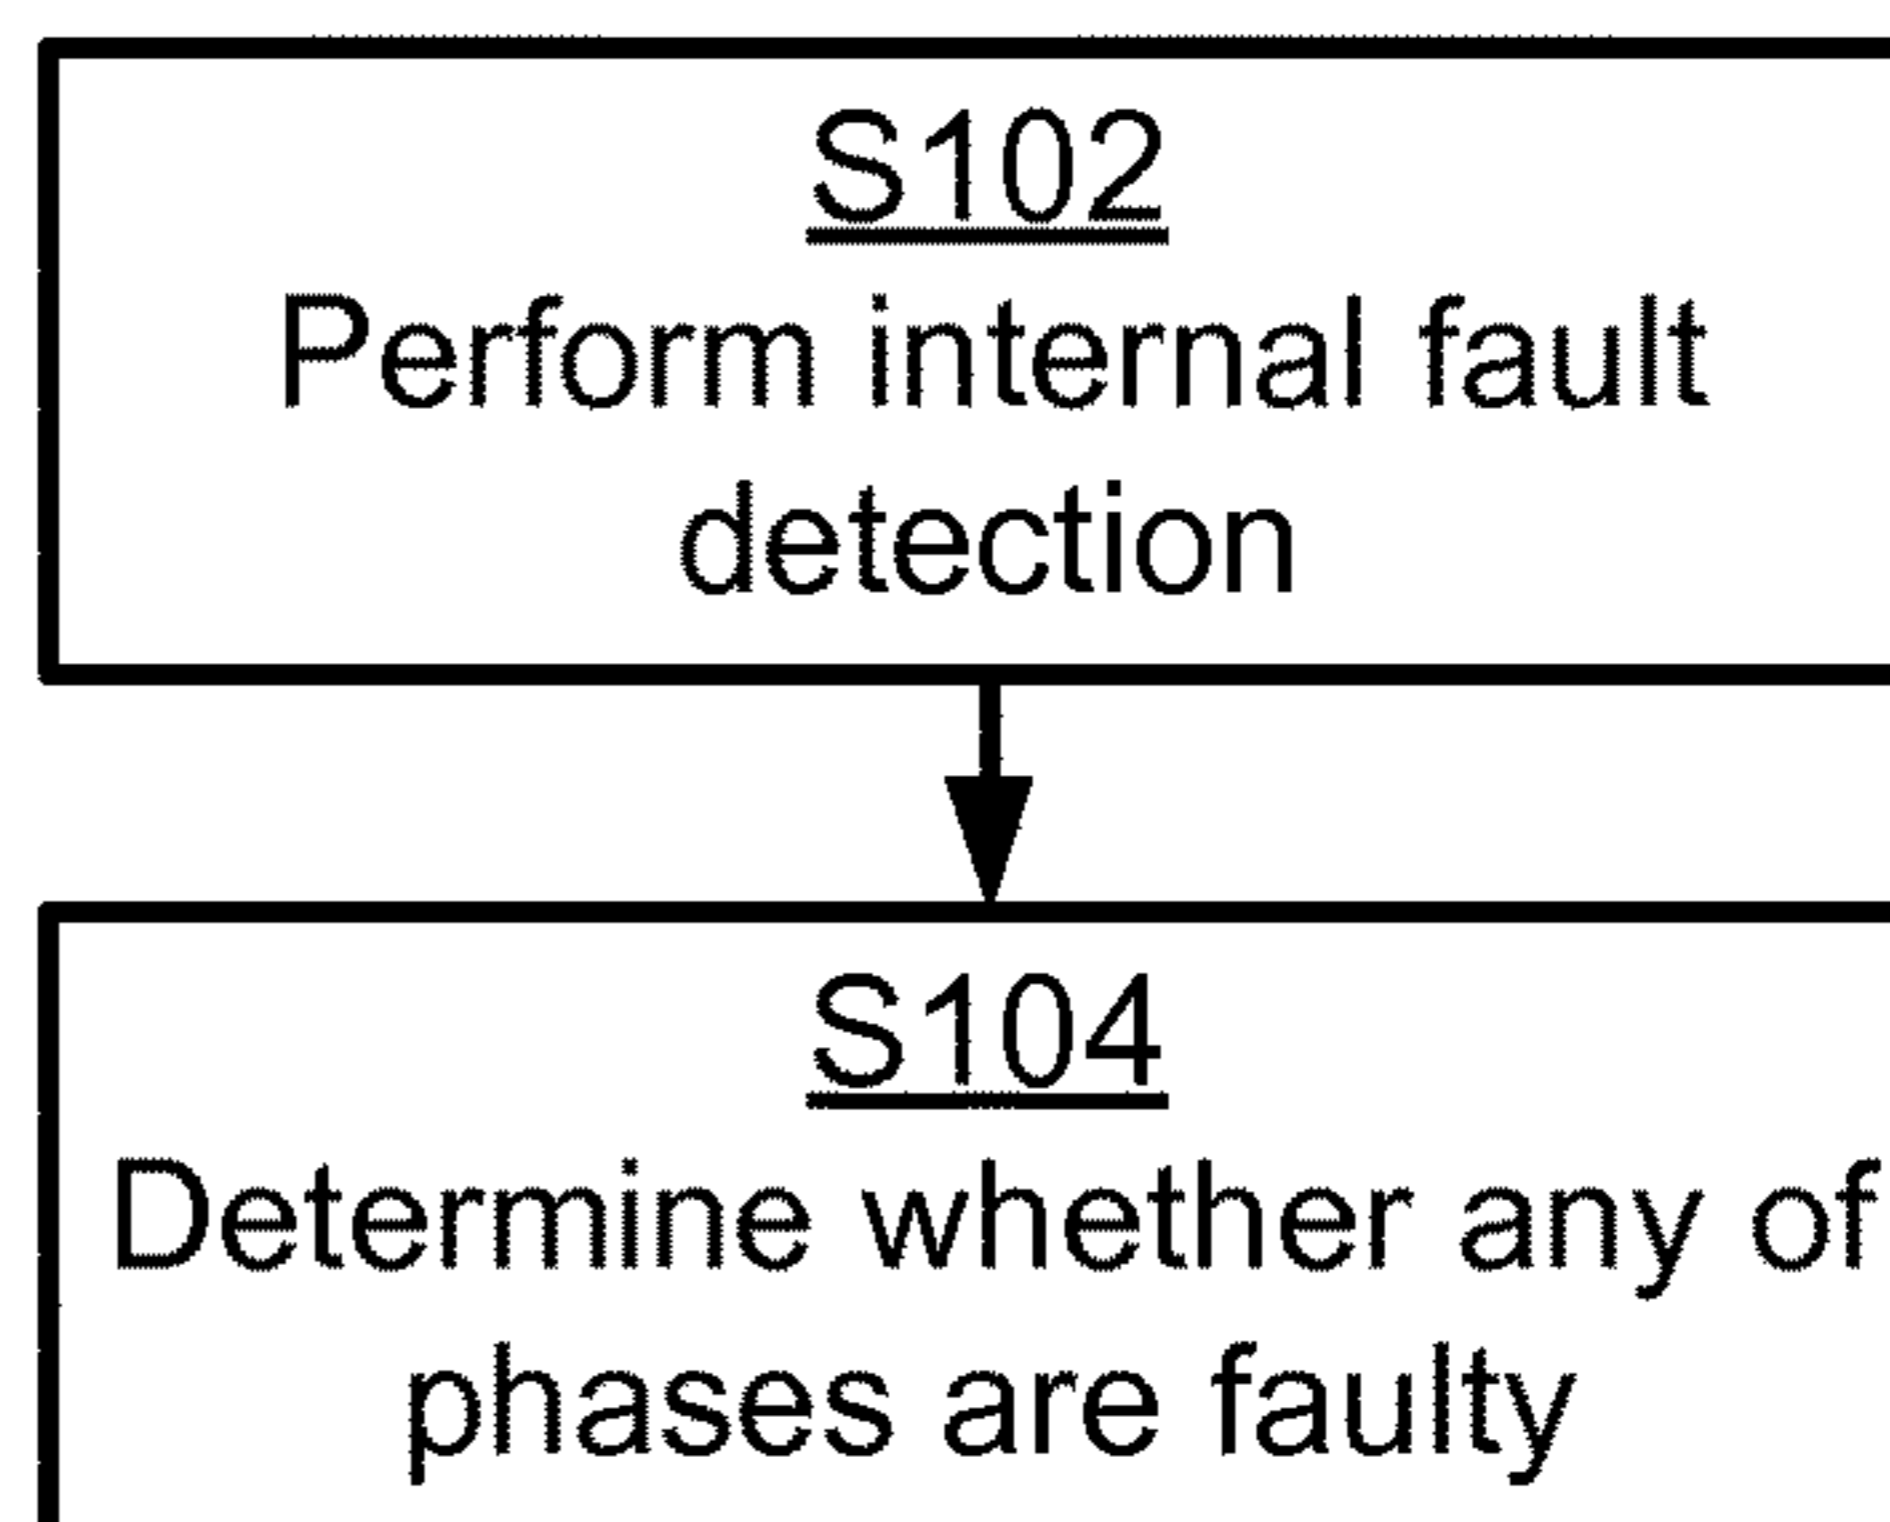 S102
Perform internal fault
detection
S104
Determine whether any of
phases are faulty